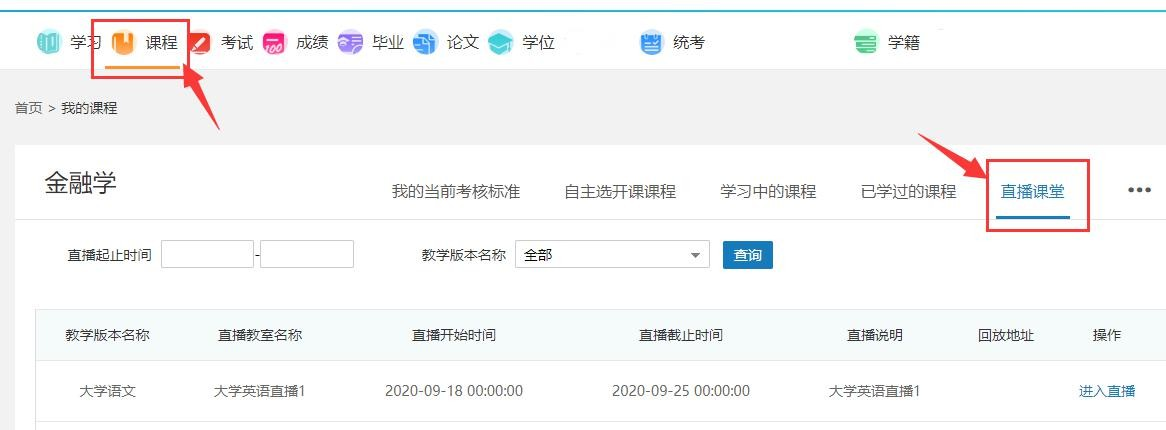 学习 课程 考试 成绩 毕业 论文 学位 统考 学籍
首页 > 我的课程
金融学 我的当前考核标准 自主选开课课程 学习中的课程 已学过的课程 直播课堂 •••
直播起止时间 - 教学版本名称 全部 查询
教学版本名称 直播教室名称 直播开始时间 直播截止时间 直播说明 回放地址 操作
大学语文 大学英语直播1 2020-09-18 00:00:00 2020-09-25 00:00:00 大学英语直播1 进入直播